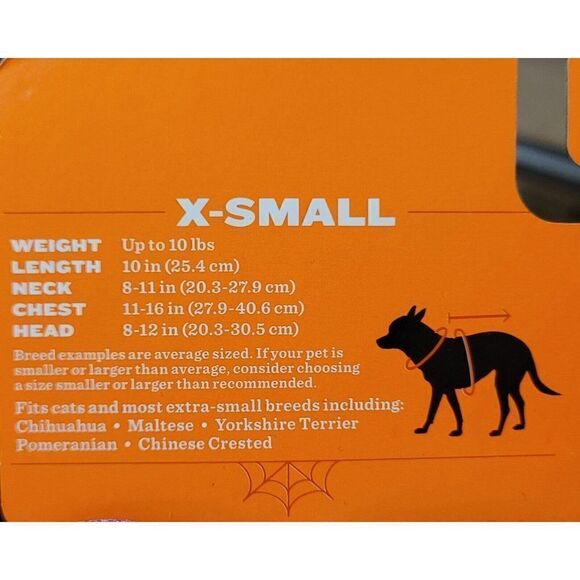 X-SMALL
WEIGHT Up to 10 lbs
LENGTH 10 in (25.4 cm)
NECK 8-11 in (20.3-27.9 cm)
CHEST 11-16 in (27.9-40.6 cm)
HEAD 8-12 in (20.3-30.5 cm)
Breed examples are average sized. If your pet is
smaller or larger than average, consider choosing
a size smaller or larger than recommended.
Fits cats and most extra-small breeds including:
Chihuahua • Maltese • Yorkshire Terrier
Pomeranian • Chinese Crested